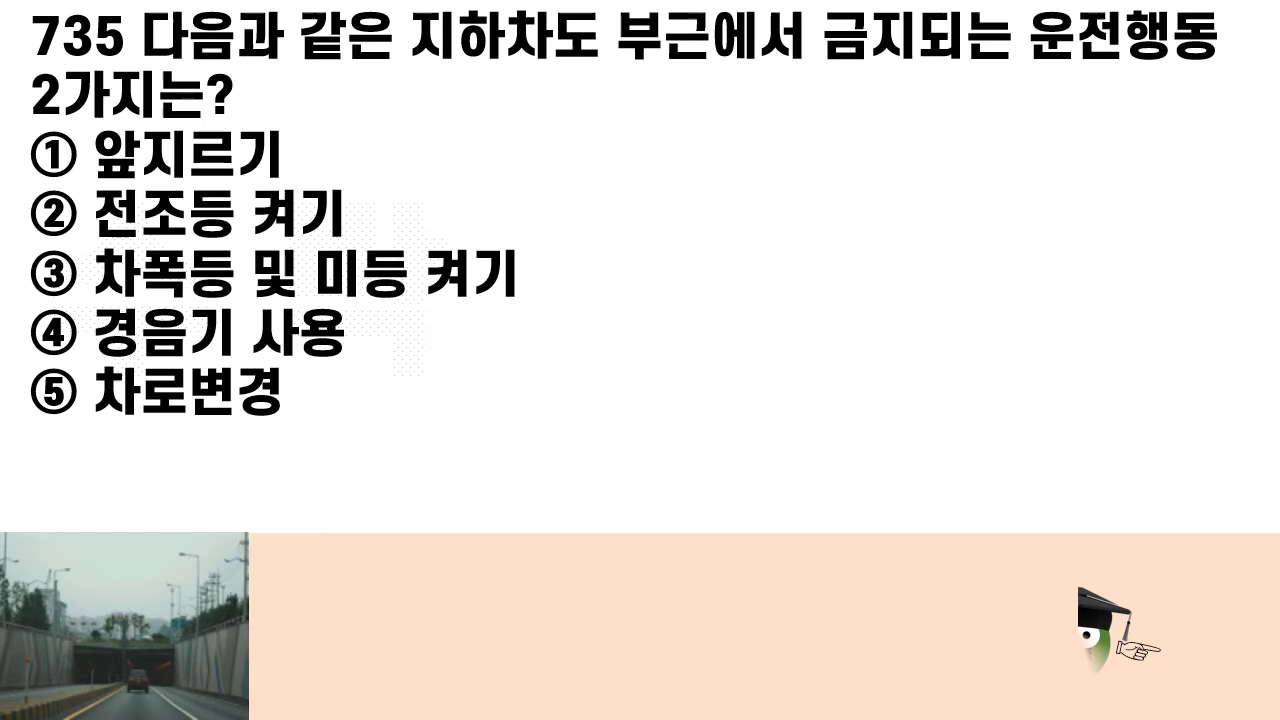 735 다음과 같은 지하차도 부근에서 금지되는 운전행동
2가지는?
① 앞지르기
② 전조등 켜기
③ 차폭등 및 미등 켜기
④ 경음기 사용
⑤ 차로변경